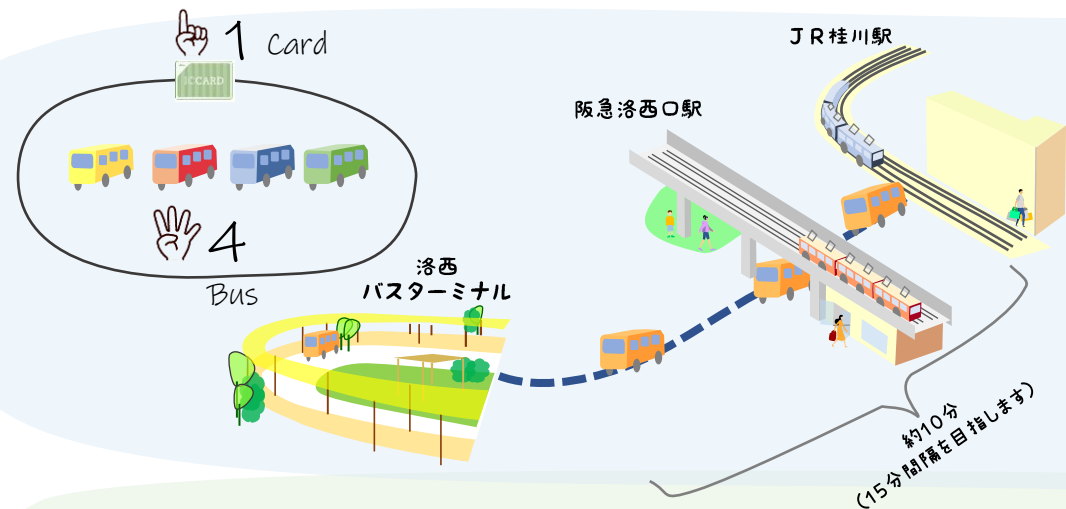 1 Card
ICCARD
4
Bus
洛西
バスターミナル
阪急洛西口駅
JR桂川駅
約10分
(15分間隔を目指します)